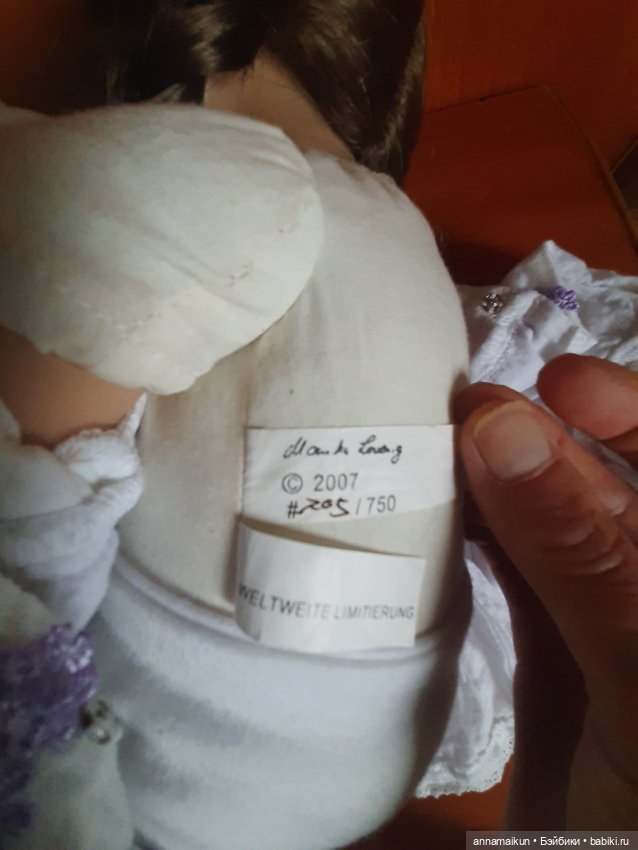 © 2007
#205/750
WELTWEITE LIMITIERUNG
annamaikun • Бэйбики • babiki.ru